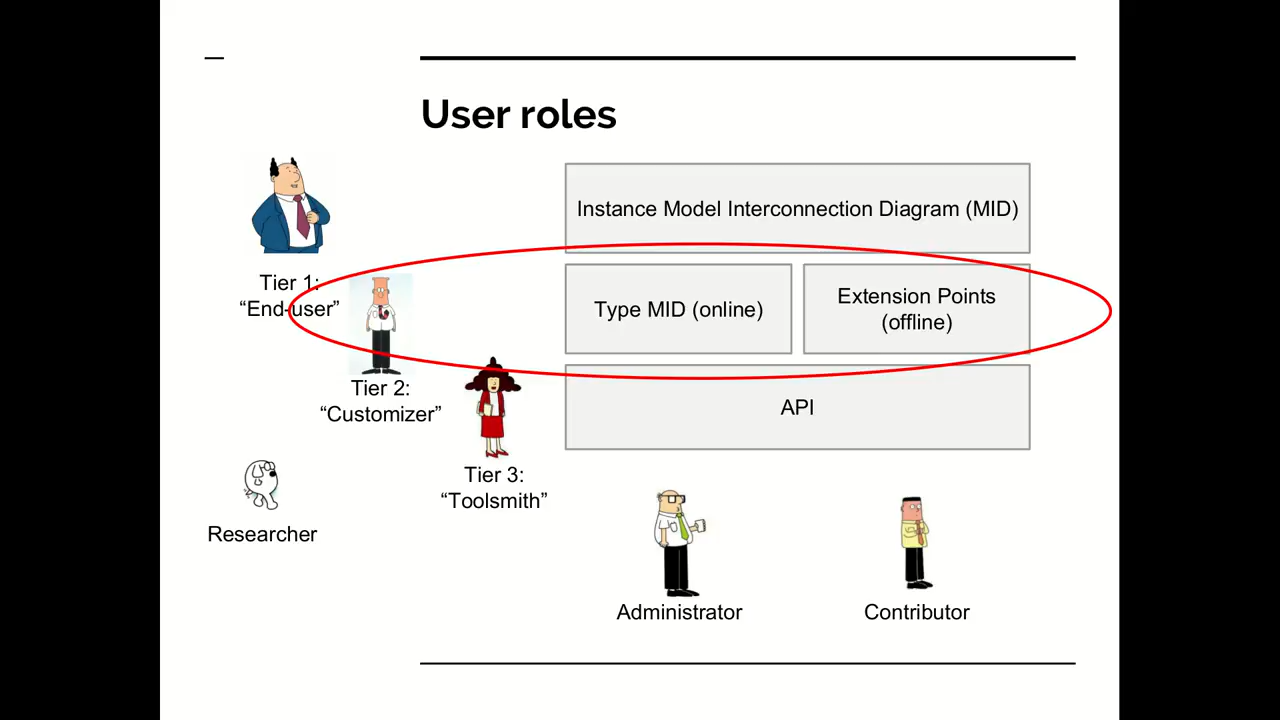 User roles
Instance Model Interconnection Diagram (MID)
Tier 1:
“End-user”
Type MID (online)
Extension Points
(offline)
Tier 2:
“Customizer”
API
Tier 3:
“Toolsmith”
Researcher
Administrator
Contributor